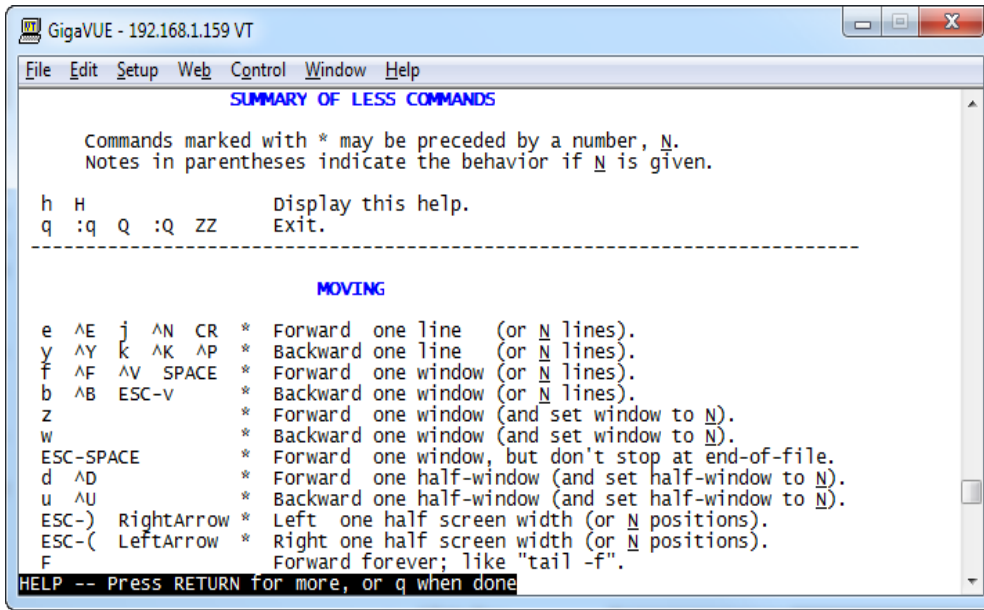 GigaVUE - 192.168.1.159 VT
File Edit Setup Web Control Window Help
SUMMARY OF LESS COMMANDS
Commands marked with * may be preceded by a number, N.
Notes in parentheses indicate the behavior if N is given.
h H Display this help.
q :q Q :Q ZZ Exit.
---------------------------------------------------------------------------
MOVING
e ^E j ^N CR * Forward one line (or N lines).
y ^Y k ^K ^P * Backward one line (or N lines).
f ^F ^V SPACE * Forward one window (or N lines).
b ^B ESC-v * Backward one window (or N lines).
z * Forward one window (and set window to N).
w * Backward one window (and set window to N).
ESC-SPACE * Forward one window, but don't stop at end-of-file.
d ^D * Forward one half-window (and set half-window to N).
u ^U * Backward one half-window (and set half-window to N).
ESC-) RightArrow * Left one half screen width (or N positions).
ESC-( LeftArrow * Right one half screen width (or N positions).
F Forward forever; like "tail -f".
HELP -- Press RETURN for more, or q when done